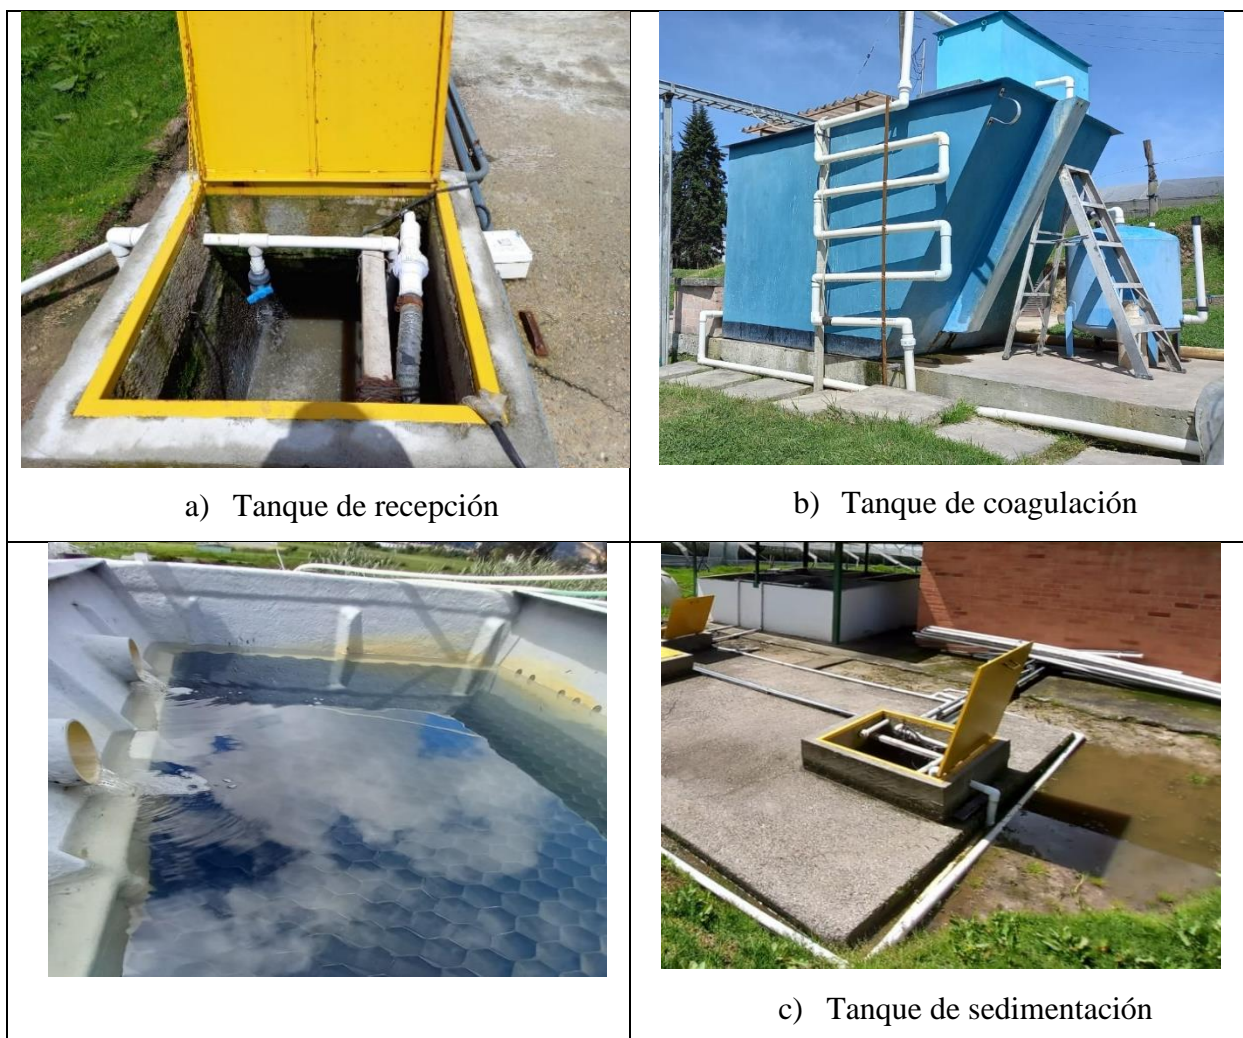 a) Tanque de recepción
b) Tanque de coagulación
c) Tanque de sedimentación